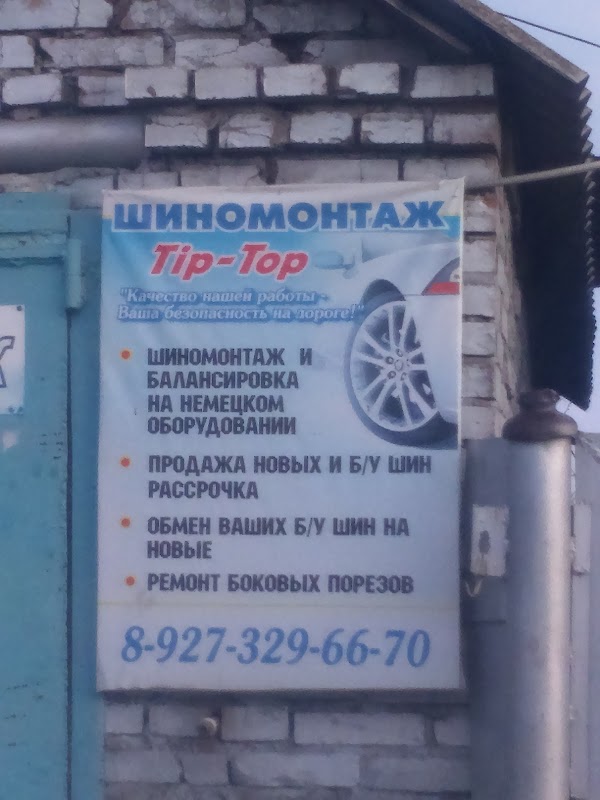 ШИНОМОНТАЖ
Tip-Top
"Качество нашей работы -
Ваша безопасность на дороге!"
• ШИНОМОНТАЖ И
БАЛАНСИРОВКА
НА НЕМЕЦКОМ
ОБОРУДОВАНИИ
• ПРОДАЖА НОВЫХ И Б/У ШИН
РАССРОЧКА
• ОБМЕН ВАШИХ Б/У ШИН НА
НОВЫЕ
• РЕМОНТ БОКОВЫХ ПОРЕЗОВ
8-927-329-66-70